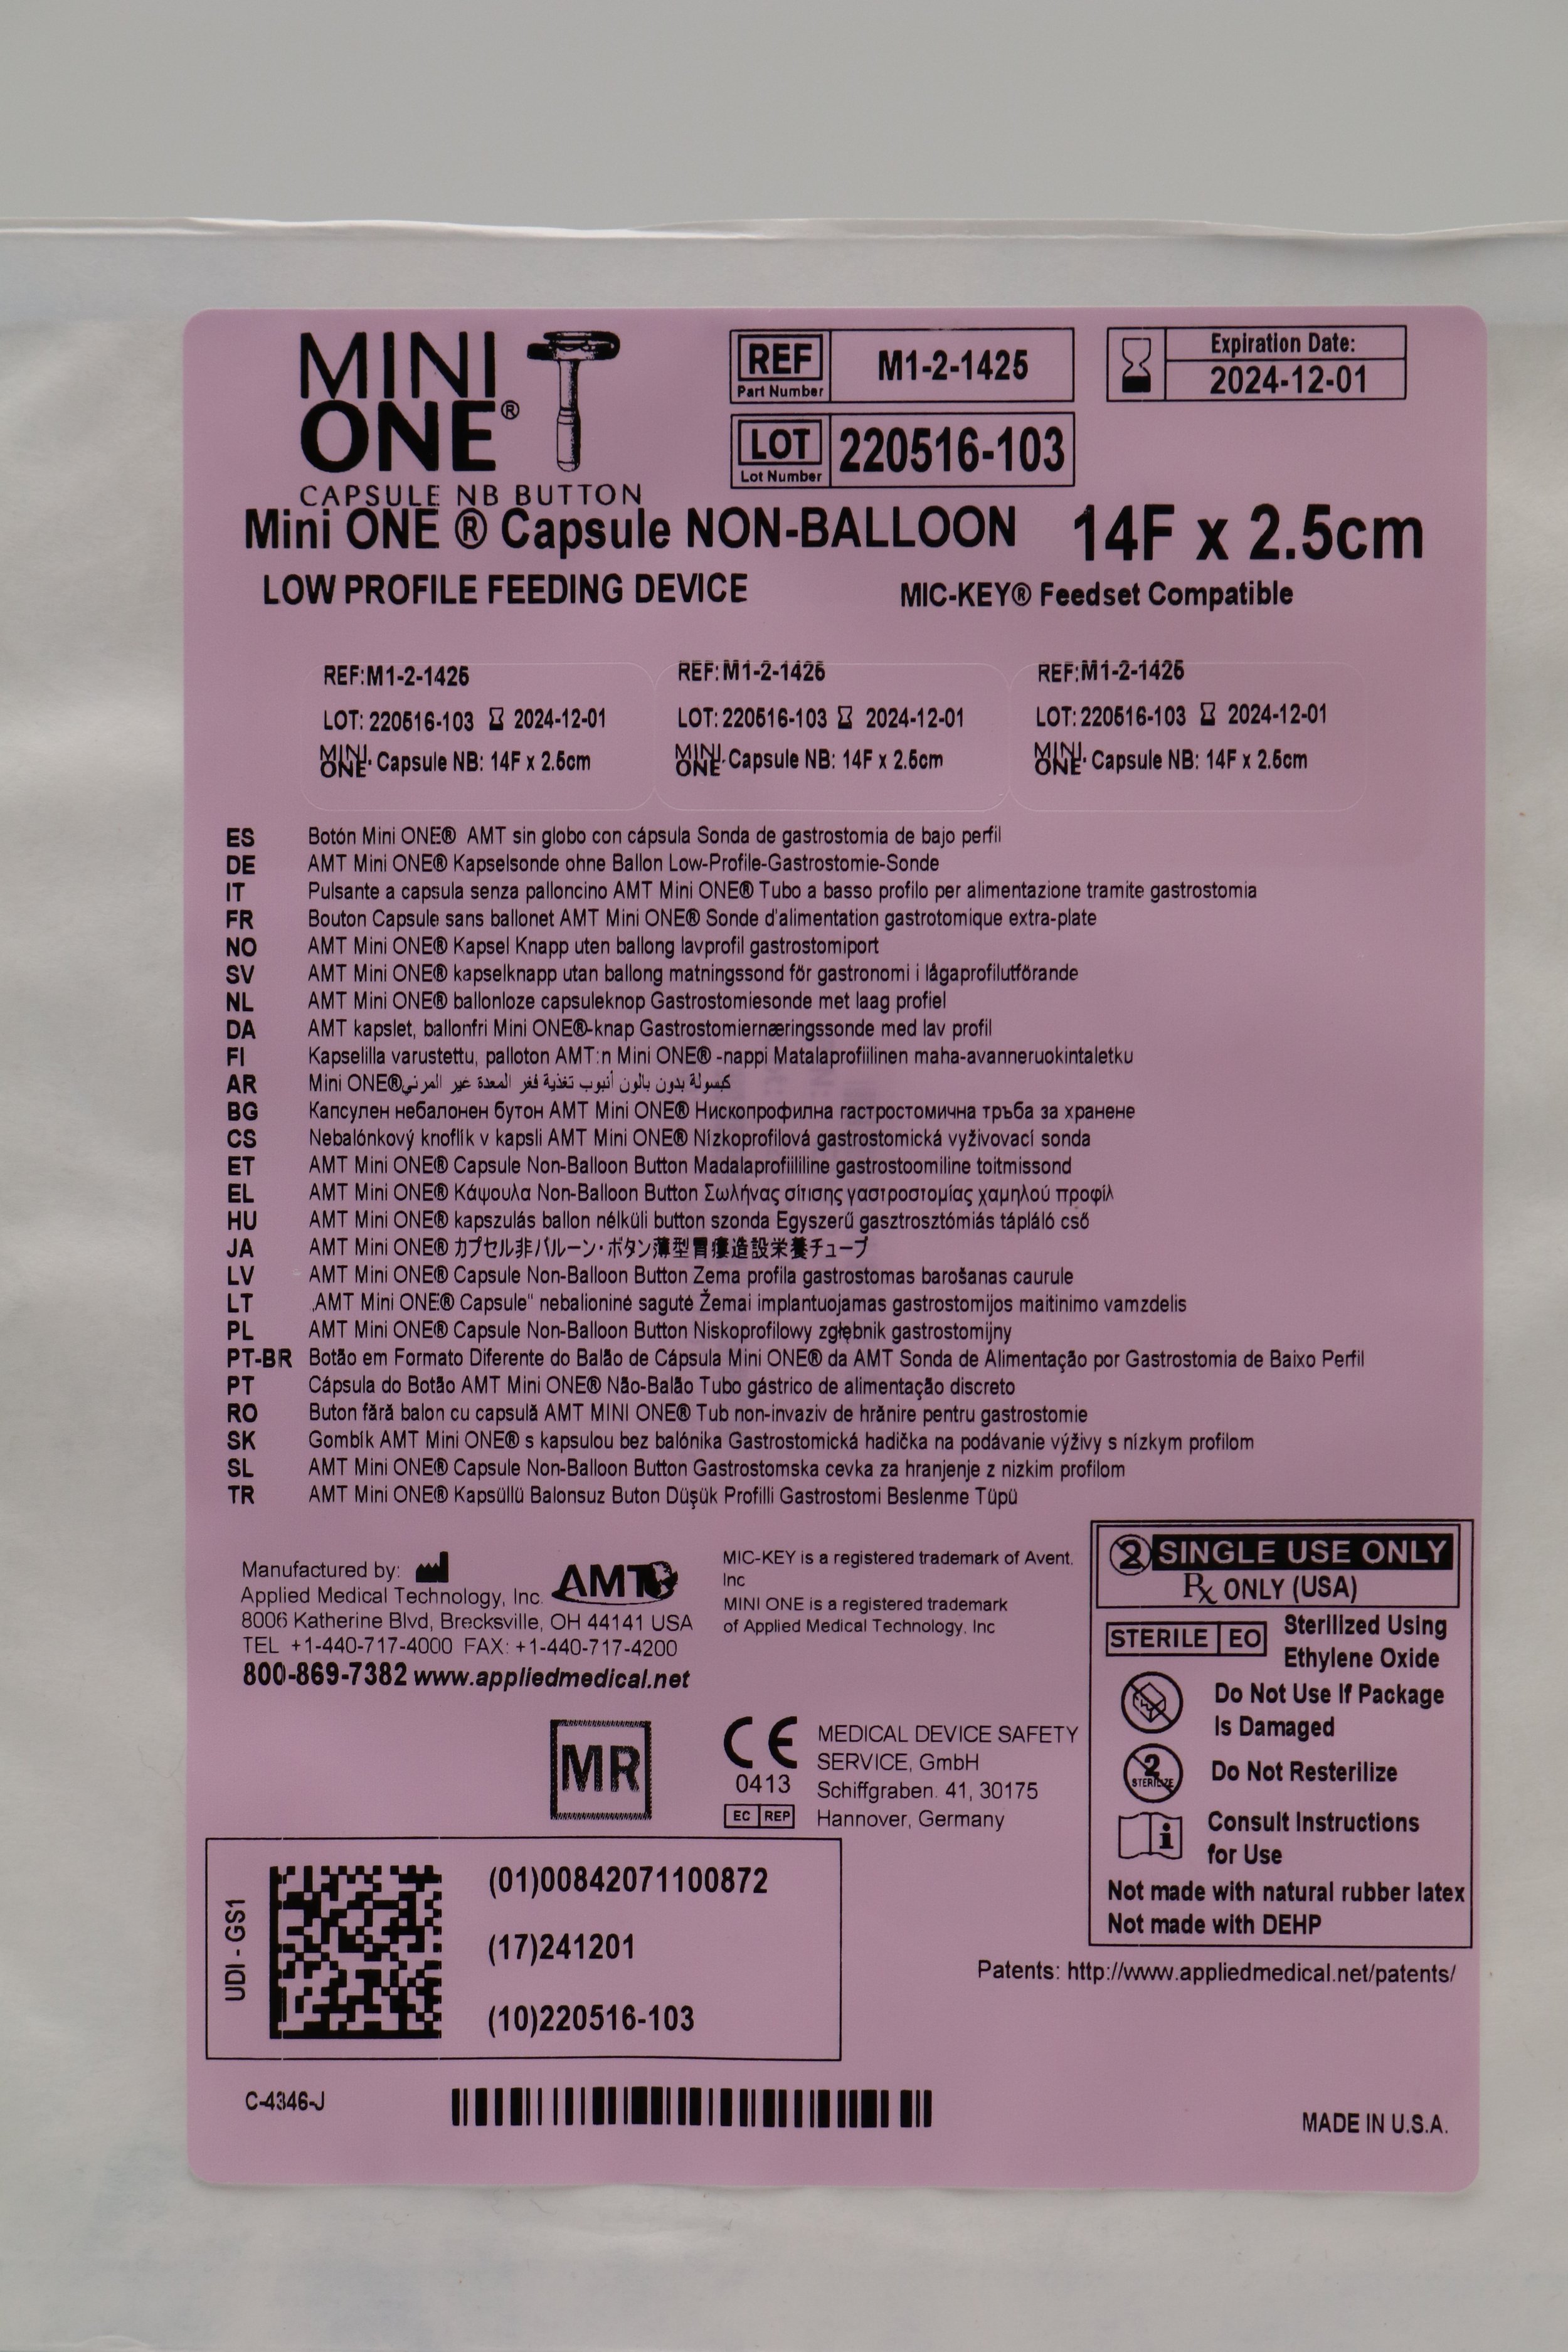 MINI
ONE®
CAPSULE NB BUTTON
REF
Part Number
M1-2-1425
Expiration Date:
2024-12-01
LOT
Lot Number
220516-103
Mini ONE ® Capsule NON-BALLOON 14F x 2.5cm
LOW PROFILE FEEDING DEVICE MIC-KEY® Feedset Compatible
REF:M1-2-1425
LOT: 220516-103 2024-12-01
MINI ONE· Capsule NB: 14F x 2.5cm
REF:M1-2-1425
LOT: 220516-103 2024-12-01
MINI ONE· Capsule NB: 14F x 2.5cm
REF:M1-2-1425
LOT: 220516-103 2024-12-01
MINI ONE· Capsule NB: 14F x 2.5cm
ES Botón Mini ONE® AMT sin globo con cápsula Sonda de gastrostomia de bajo perfil
DE AMT Mini ONE® Kapselsonde ohne Ballon Low-Profile-Gastrostomie-Sonde
IT Pulsante a capsula senza palloncino AMT Mini ONE® Tubo a basso profilo per alimentazione tramite gastrostomia
FR Bouton Capsule sans ballonet AMT Mini ONE® Sonde d'alimentation gastrotomique extra-plate
NO AMT Mini ONE® Kapsel Knapp uten ballong lavprofil gastrostomiport
SV AMT Mini ONE® kapselknapp utan ballong matningssond för gastronomi i lågaprofilutförande
NL AMT Mini ONE® ballonloze capsuleknop Gastrostomiesonde met laag profiel
DA AMT kapslet, ballonfri Mini ONE®-knap Gastrostomiernæringssonde med lav profil
FI Kapselilla varustettu, palloton AMT:n Mini ONE® -nappi Matalaprofiilinen maha-avanneruokintaletku
AR Mini ONE®كبسولة بدون بالون أنبوب تغذية فغر المعدة غير المرني
BG Капсулен небалонен бутон AMT Mini ONE® Нископрофилна гастростомична тръба за хранене
CS Nebalónkový knoflík v kapsli AMT Mini ONE® Nízkoprofilová gastrostomická vyživovací sonda
ET AMT Mini ONE® Capsule Non-Balloon Button Madalaprofiililine gastrostoomiline toitmissond
EL AMT Mini ONE® Κάψουλα Non-Balloon Button Σωλήνας σίτισης γαστροστομίας χαμηλού προφίλ
HU AMT Mini ONE® kapszulás ballon nélküli button szonda Egyszerű gasztrosztómiás tápláló cső
JA AMT Mini ONE® カプセル非バルーン･ボタン薄型胃瘻造設栄養チューブ
LV AMT Mini ONE® Capsule Non-Balloon Button Zema profila gastrostomas barošanas caurule
LT „AMT Mini ONE® Capsule" nebalioninė sagutė Žemai implantuojamas gastrostomijos maitinimo vamzdelis
PL AMT Mini ONE® Capsule Non-Balloon Button Niskoprofilowy zgłębnik gastrostomijny
PT-BR Botão em Formato Diferente do Balão de Cápsula Mini ONE® da AMT Sonda de Alimentação por Gastrostomia de Baixo Perfil
PT Cápsula do Botão AMT Mini ONE® Não-Balão Tubo gástrico de alimentação discreto
RO Buton fără balon cu capsulă AMT MINI ONE® Tub non-invaziv de hrănire pentru gastrostomie
SK Gombík AMT Mini ONE® s kapsulou bez balónika Gastrostomická hadička na podávanie výživy s nízkym profilom
SL AMT Mini ONE® Capsule Non-Balloon Button Gastrostomska cevka za hranjenje z nizkim profilom
TR AMT Mini ONE® Kapsüllü Balonsuz Buton Düşük Profilli Gastrostomi Beslenme Tüpü
Manufactured by:
Applied Medical Technology, Inc.
AMT
8006 Katherine Blvd, Brecksville, OH 44141 USA
TEL +1-440-717-4000 FAX: +1-440-717-4200
800-869-7382 www.appliedmedical.net
MIC-KEY is a registered trademark of Avent,
Inc
MINI ONE is a registered trademark
of Applied Medical Technology, Inc
2 SINGLE USE ONLY
Rx ONLY (USA)
STERILE EO
Sterilized Using
Ethylene Oxide
Do Not Use If Package
Is Damaged
2
STERILIZE
Do Not Resterilize
i
Consult Instructions
for Use
Not made with natural rubber latex
Not made with DEHP
MR
CE
0413
EC REP
MEDICAL DEVICE SAFETY
SERVICE, GmbH
Schiffgraben. 41, 30175
Hannover, Germany
UDI - GS1
(01)00842071100872
(17)241201
(10)220516-103
Patents: http://www.appliedmedical.net/patents/
C-4346-J
MADE IN U.S.A.